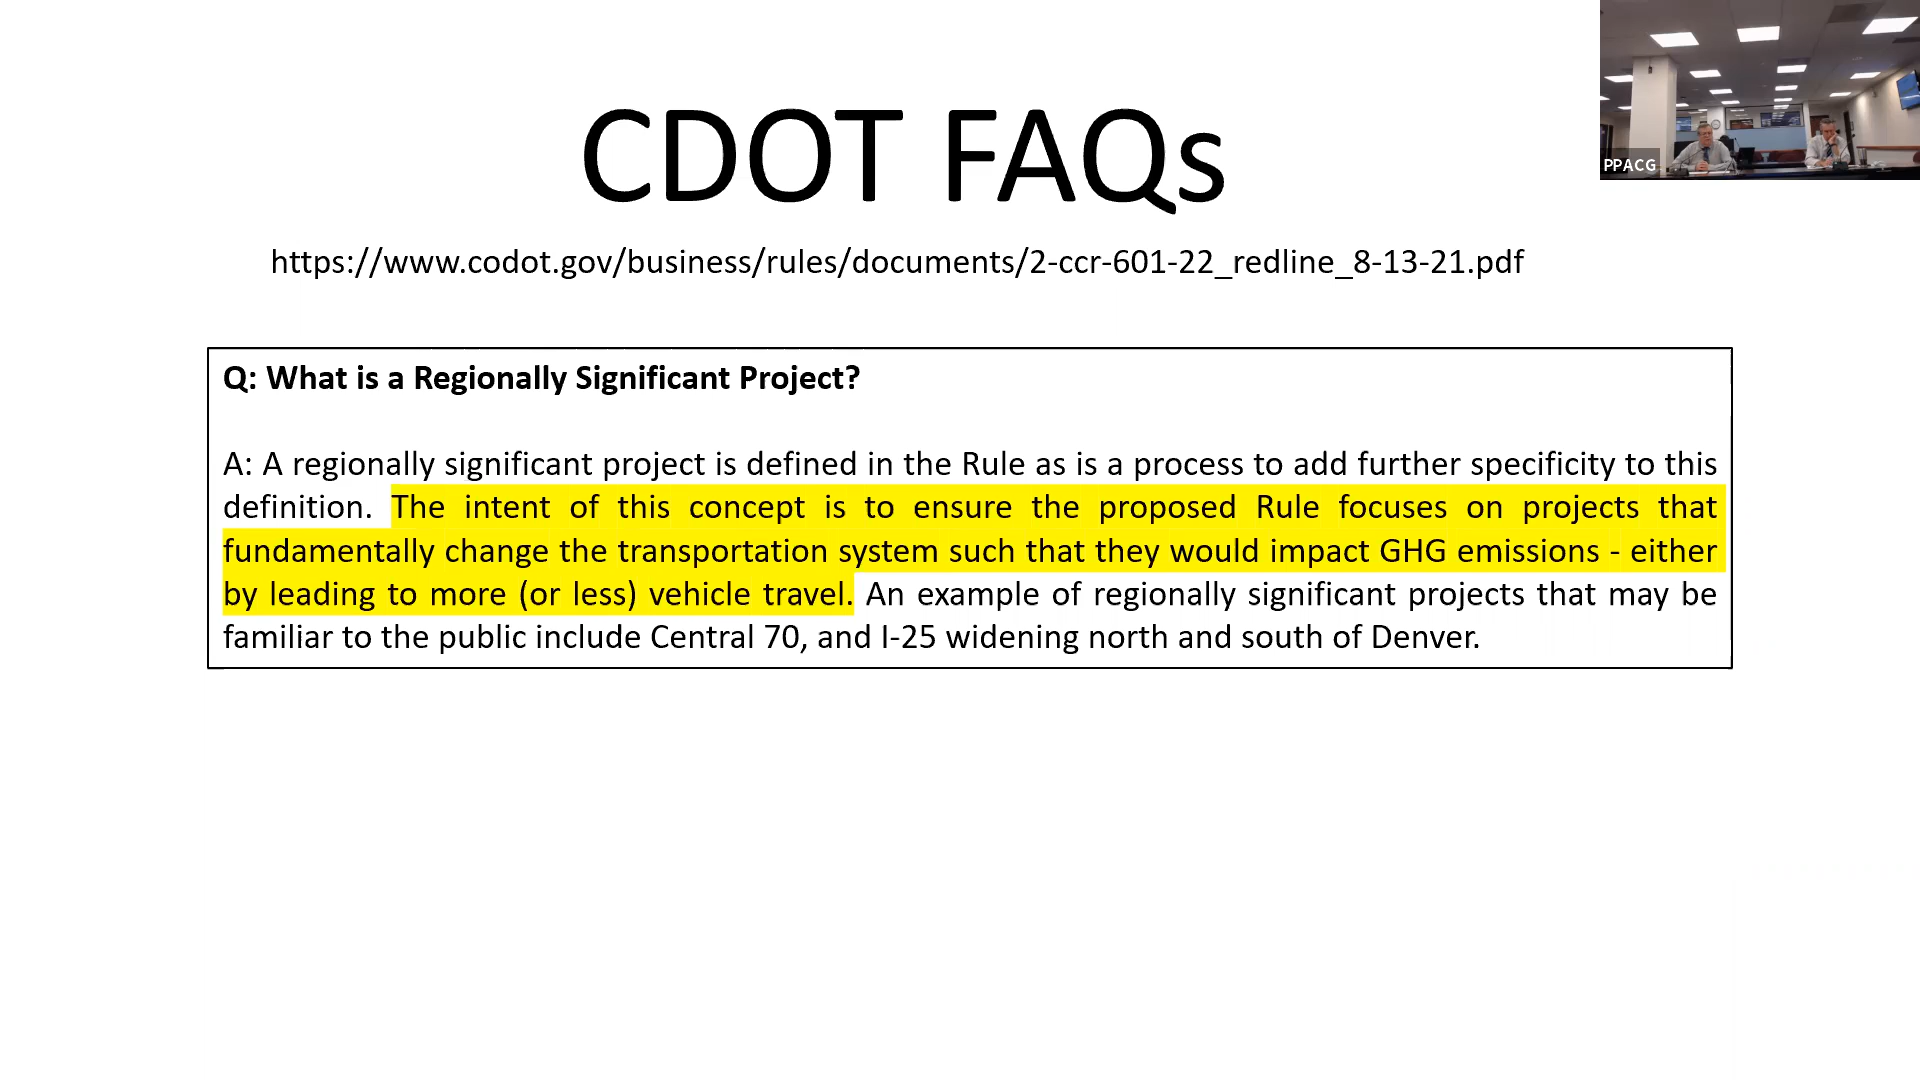 CDOT FAQs
https://www.codot.gov/business/rules/documents/2-ccr-601-22_redline_8-13-21.pdf
Q: What is a Regionally Significant Project?
A: A regionally significant project is defined in the Rule as is a process to add further specificity to this
definition. The intent of this concept is to ensure the proposed Rule focuses on projects that
fundamentally change the transportation system such that they would impact GHG emissions - either
by leading to more (or less) vehicle travel. An example of regionally significant projects that may be
familiar to the public include Central 70, and I-25 widening north and south of Denver.
PPACG